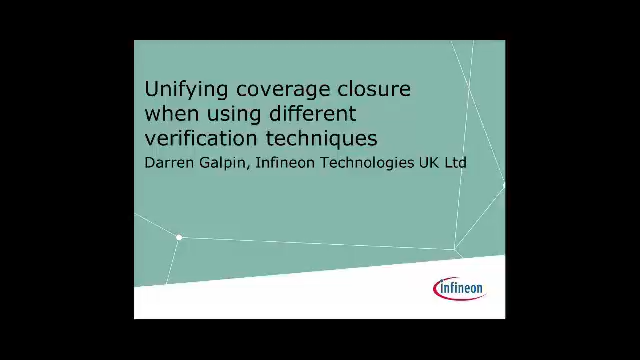 Unifying coverage closure
when using different
verification techniques
Darren Galpin, Infineon Technologies UK Ltd
infineon